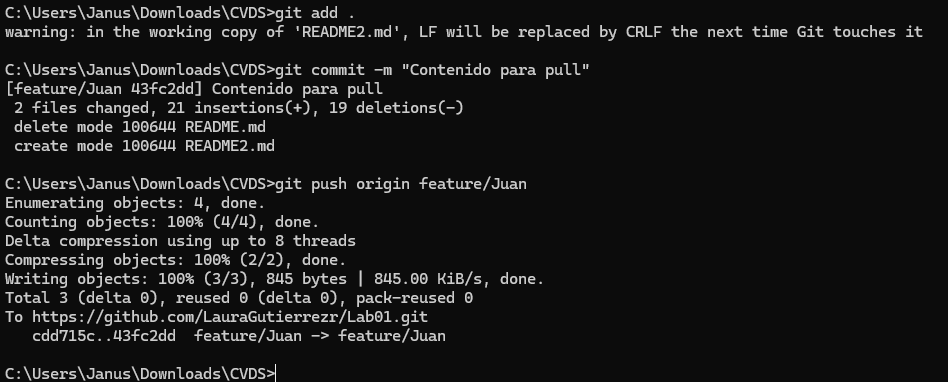 C:\Users\Janus\Downloads\CVDS>git add .
warning: in the working copy of 'README2.md', LF will be replaced by CRLF the next time Git touches it
C:\Users\Janus\Downloads\CVDS>git commit -m "Contenido para pull"
[feature/Juan 43fc2dd] Contenido para pull
 2 files changed, 21 insertions(+), 19 deletions(-)
 delete mode 100644 README.md
 create mode 100644 README2.md
C:\Users\Janus\Downloads\CVDS>git push origin feature/Juan
Enumerating objects: 4, done.
Counting objects: 100% (4/4), done.
Delta compression using up to 8 threads
Compressing objects: 100% (2/2), done.
Writing objects: 100% (3/3), 845 bytes | 845.00 KiB/s, done.
Total 3 (delta 0), reused 0 (delta 0), pack-reused 0
To https://github.com/LauraGutierrezr/Lab01.git
   cdd715c..43fc2dd  feature/Juan -> feature/Juan
C:\Users\Janus\Downloads\CVDS>